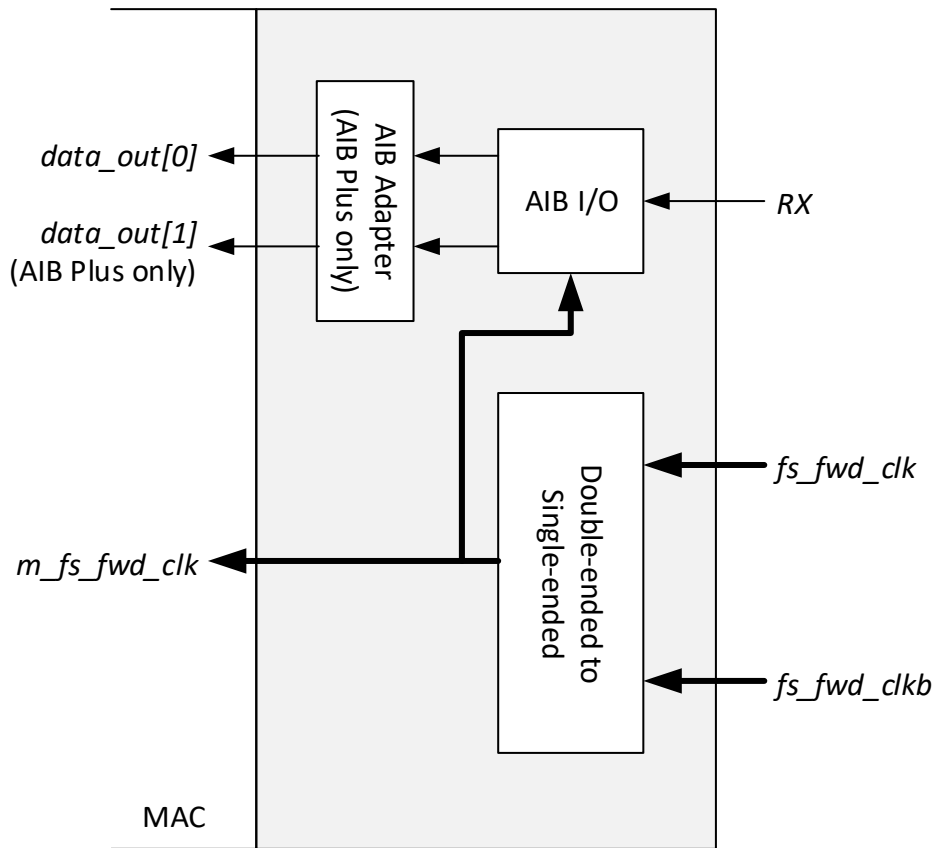 data_out[0]
data_out[1]
(AIB Plus only)
AIB Adapter
(AIB Plus only)
AIB I/O
RX
m_fs_fwd_clk
Double-ended to
Single-ended
fs_fwd_clk
fs_fwd_clkb
MAC